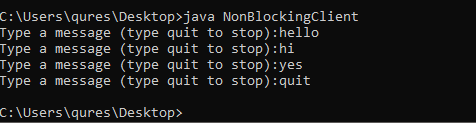 C:\Users\qures\Desktop>java NonBlockingClient
Type a message (type quit to stop):hello
Type a message (type quit to stop):hi
Type a message (type quit to stop):yes
Type a message (type quit to stop):quit
C:\Users\qures\Desktop>